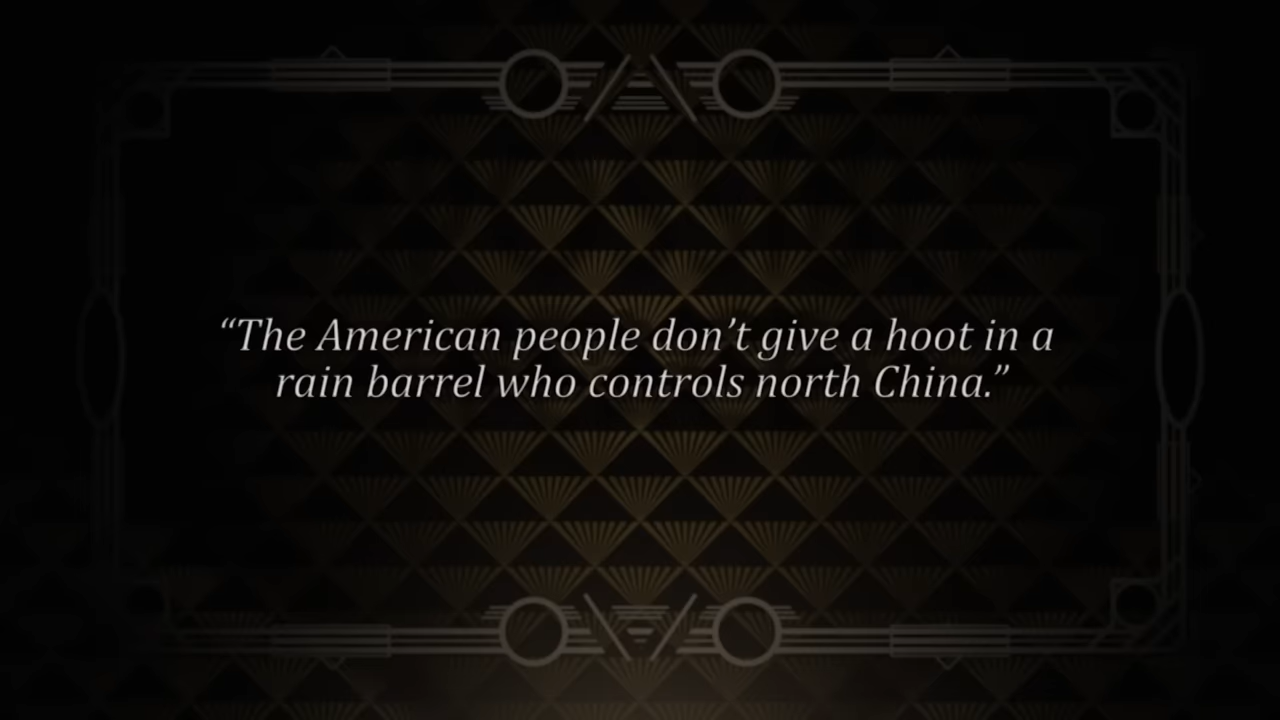 “The American people don’t give a hoot in a
rain barrel who controls north China.”